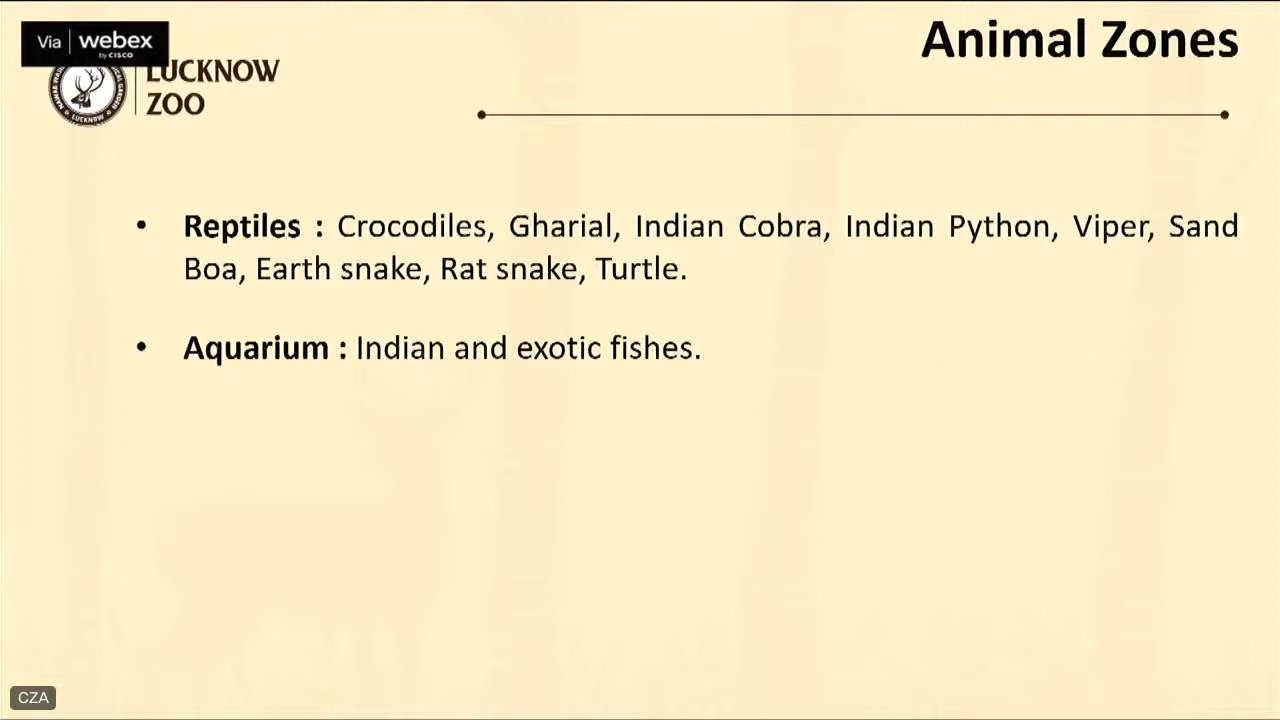 Via webex
by CISCO
Animal Zones
LUCKNOW
ZOO
LUCKNOW
• Reptiles : Crocodiles, Gharial, Indian Cobra, Indian Python, Viper, Sand
Boa, Earth snake, Rat snake, Turtle.
• Aquarium : Indian and exotic fishes.
CZA